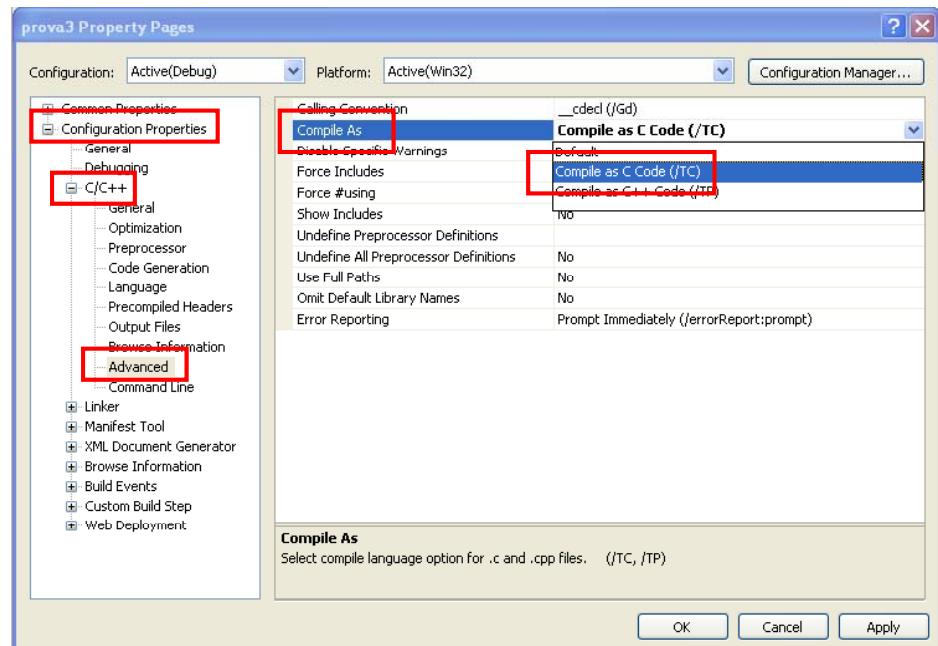 prova3 Property Pages
Configuration: Active(Debug) Platform: Active(Win32) Configuration Manager...
Common Properties
Configuration Properties
General
Debugging
C/C++
General
Optimization
Preprocessor
Code Generation
Language
Precompiled Headers
Output Files
Browse Information
Advanced
Command Line
Linker
Manifest Tool
XML Document Generator
Browse Information
Build Events
Custom Build Step
Web Deployment
Calling Convention __cdecl (/Gd)
Compile As Compile as C Code (/TC)
Disable Specific Warnings Default
Force Includes Compile as C Code (/TC)
Force #using Compile as C++ Code (/TP)
Show Includes No
Undefine Preprocessor Definitions
Undefine All Preprocessor Definitions No
Use Full Paths No
Omit Default Library Names No
Error Reporting Prompt Immediately (/errorReport:prompt)
Compile As
Select compile language option for .c and .cpp files. (/TC, /TP)
OK Cancel Apply